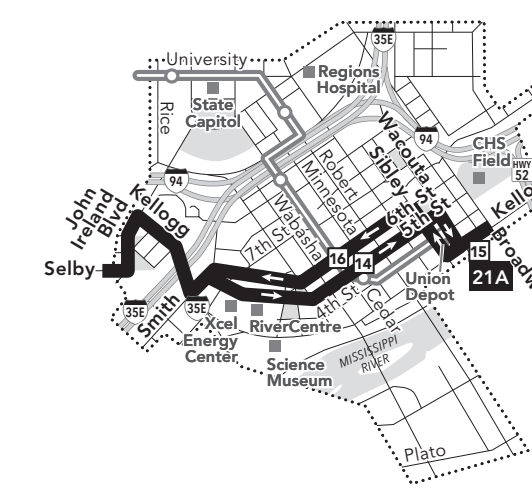 35E
University
Regions
Hospital
State
Capitol
Rice
94
CHS
Field
HWY
52
Wacouta
Sibley
94
Robert
Minnesota
John
Ireland
Blvd
Kellogg
Wabasha
6th St
5th St
Kello
7th St
16
14
15
Broadw
Selby
21A
Union
Depot
4th St
Cedar
35E
Smith
35E
Xcel
Energy
Center
RiverCentre
Science
Museum
MISSISSIPPI
RIVER
Plato